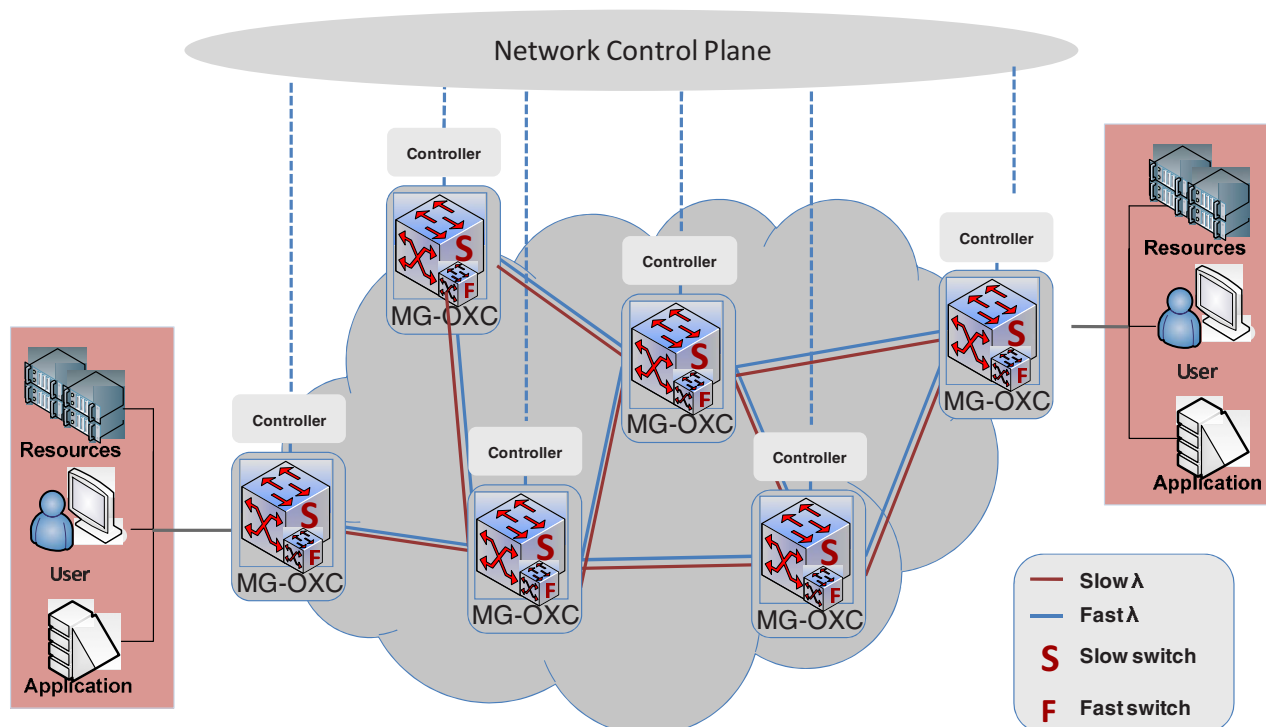 Network Control Plane
Controller
S
F
MG-OXC
Controller
S
F
MG-OXC
Controller
S
F
MG-OXC
Resources
User
Application
Controller
S
F
MG-OXC
Controller
S
F
MG-OXC
Controller
S
F
MG-OXC
Resources
User
Application
Slow λ
Fast λ
S Slow switch
F Fast switch